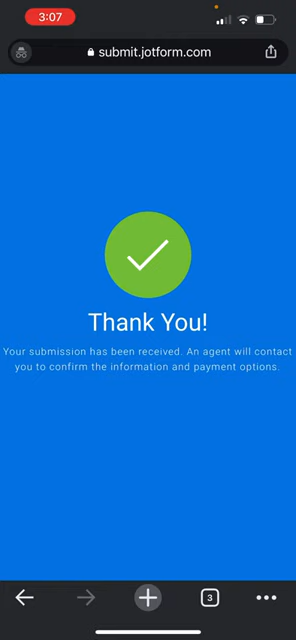 3:07
submit.jotform.com
Thank You!
Your submission has been received. An agent will contact
you to confirm the information and payment options.
3